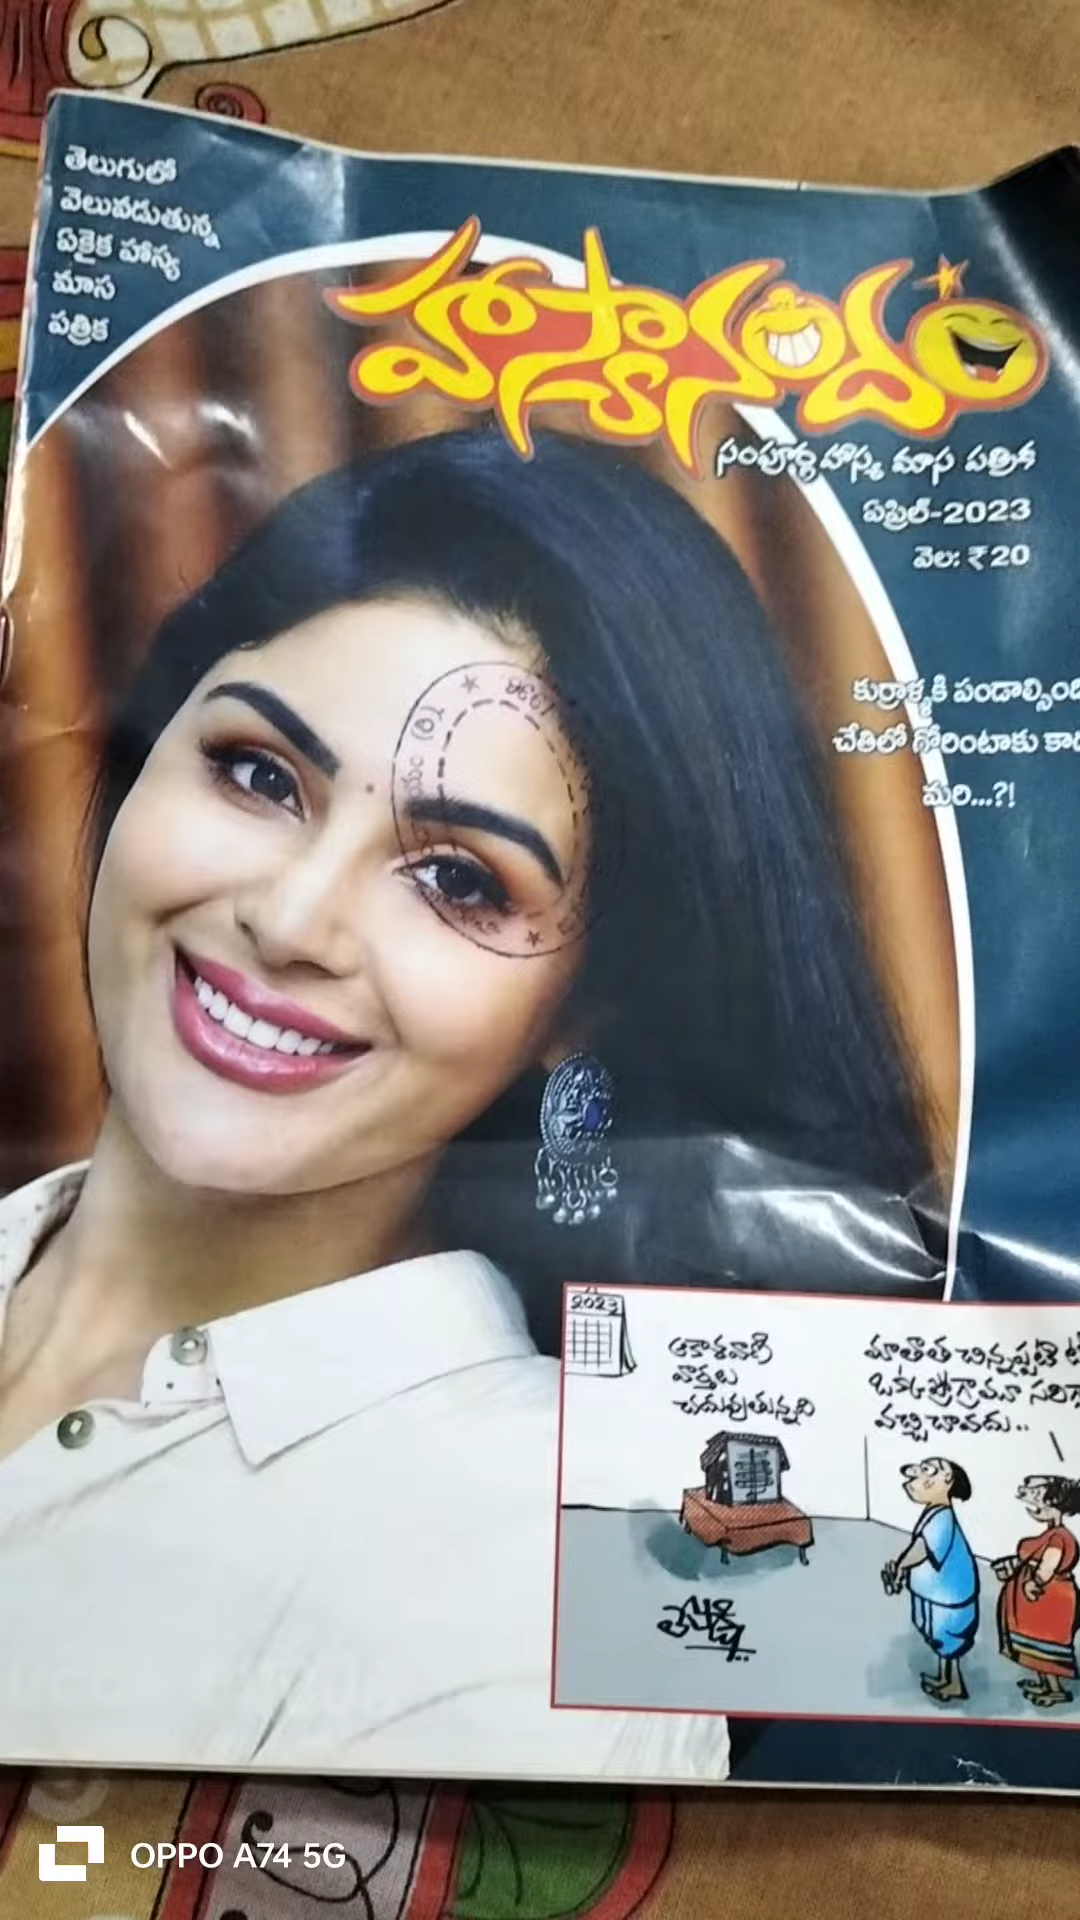 తెలుగులో
వెలువడుతున్న
ఏకైక హాస్య
మాస
పత్రిక
హాస్యానందం
సంపూర్ణ హాస్య మాస పత్రిక
ఏప్రిల్-2023
వెల: ₹20
కుర్రాళ్ళకి పండాల్సింది
చేతిలో గోరింటాకు కాదు
మరి...?!
2023
ఆకాశవాణి
వార్తలు
చదువుతున్నది
మాతాత చిన్నప్పటి
ఒక్క ప్రోగ్రామూ సరిగా
వచ్చి చావదు..
OPPO A74 5G